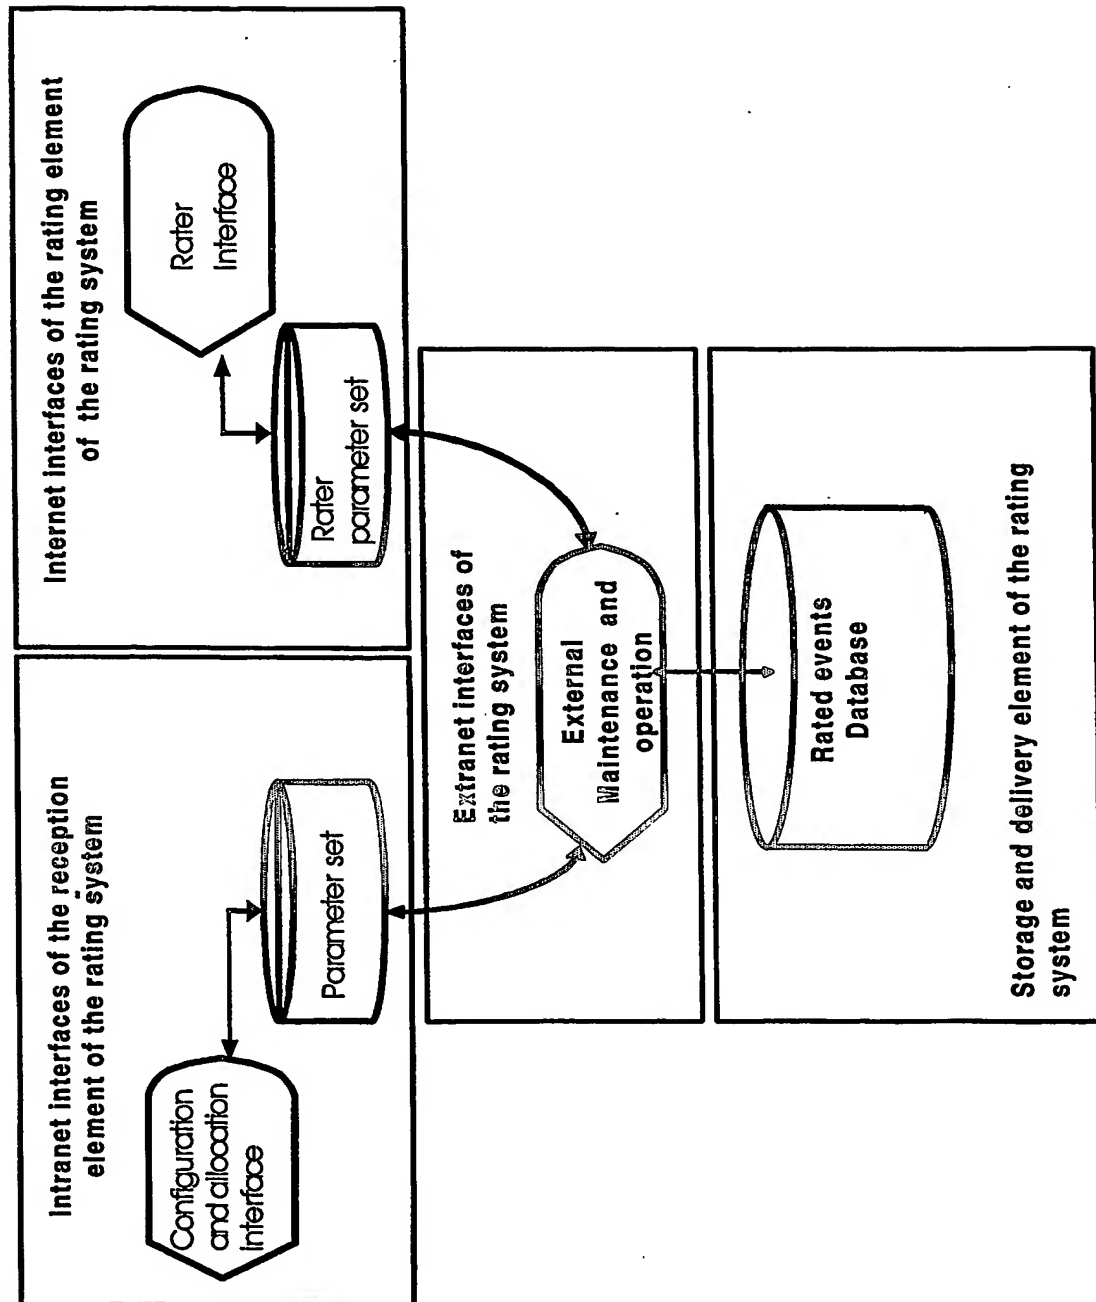 Intranet interfaces of the reception
element of the rating system
Configuration
and allocation
interface
Parameter set
Internet interfaces of the rating element
of the rating system
Rater
Interface
Rater
parameter set
Extranet interfaces of
the rating system
External
Maintenance and
operation
Rated events
Database
Storage and delivery element of the rating
system